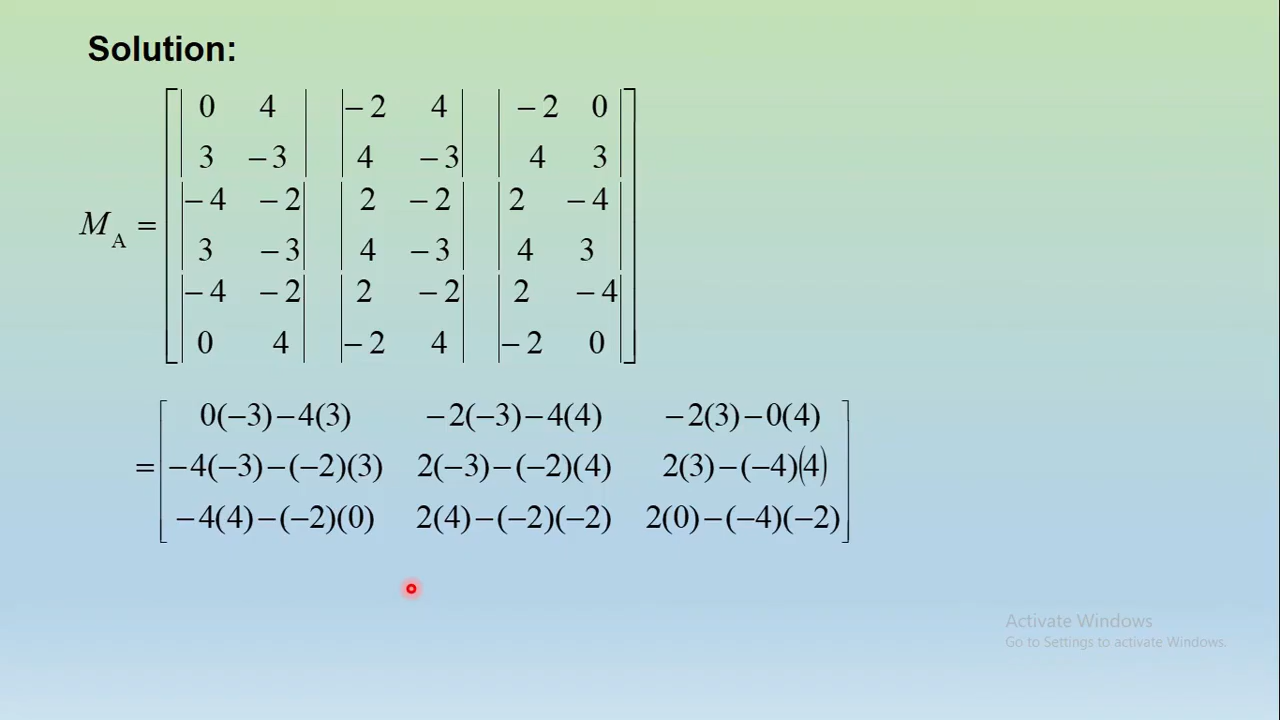 Solution:
| 0 4 | | −2 4 | | −2 0 |
| 3 −3 | | 4 −3 | | 4 3 |
| −4 −2 | | 2 −2 | | 2 −4 |
M_A =
| 3 −3 | | 4 −3 | | 4 3 |
| −4 −2 | | 2 −2 | | 2 −4 |
| 0 4 | | −2 4 | | −2 0 |
0(−3)−4(3) −2(−3)−4(4) −2(3)−0(4)
= −4(−3)−(−2)(3) 2(−3)−(−2)(4) 2(3)−(−4)(4)
−4(4)−(−2)(0) 2(4)−(−2)(−2) 2(0)−(−4)(−2)
Activate Windows
Go to Settings to activate Windows.